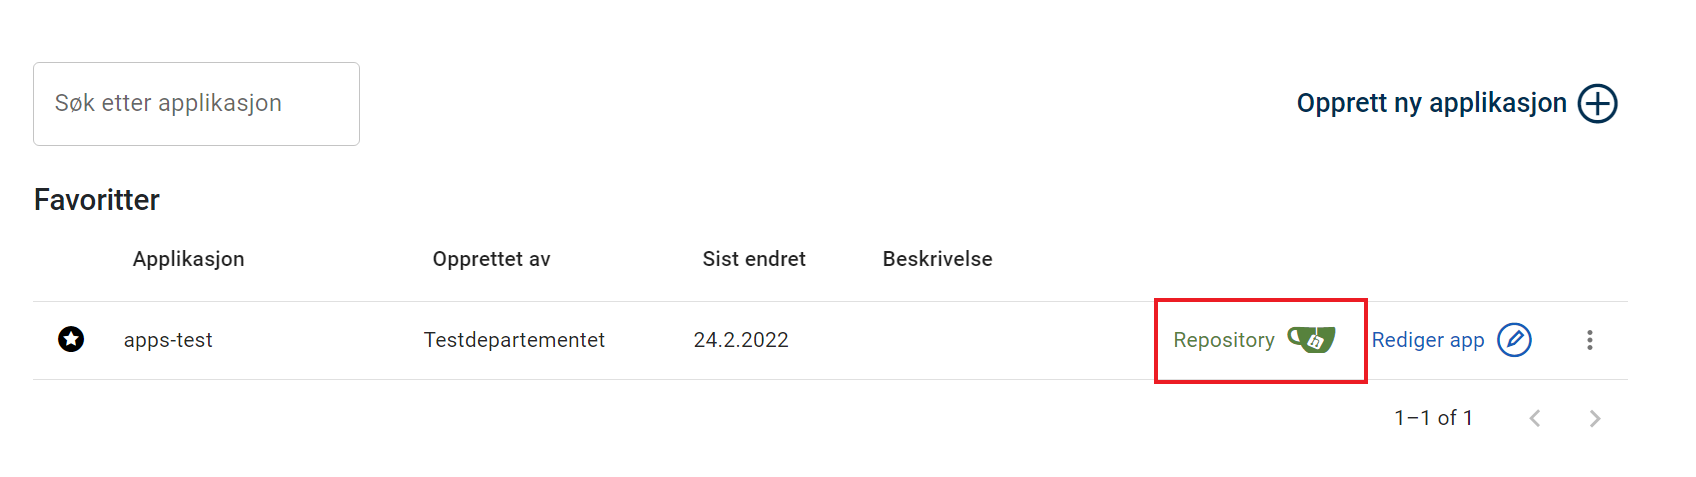 Søk etter applikasjon
Opprett ny applikasjon
Favoritter
Applikasjon Opprettet av Sist endret Beskrivelse
apps-test Testdepartementet 24.2.2022 Repository Rediger app
1–1 of 1